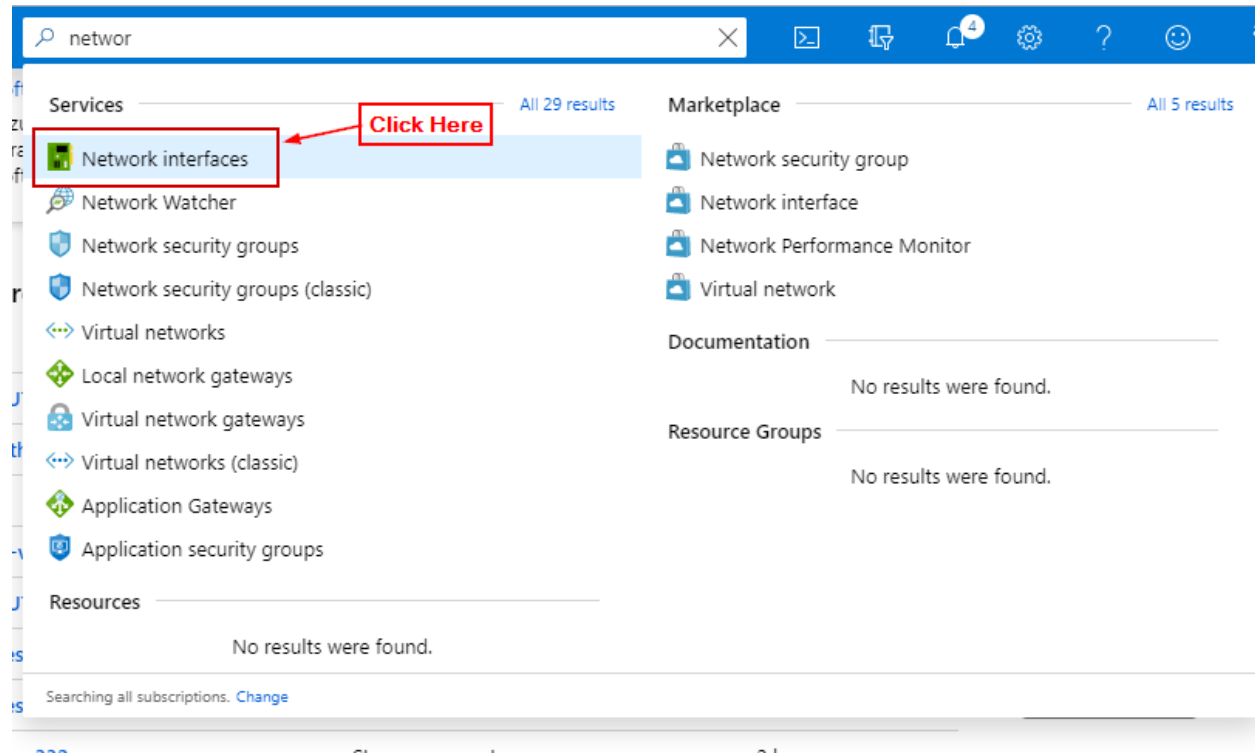 networ
4
Services
All 29 results
Click Here
Network interfaces
Network Watcher
Network security groups
Network security groups (classic)
Virtual networks
Local network gateways
Virtual network gateways
Virtual networks (classic)
Application Gateways
Application security groups
Resources
No results were found.
Searching all subscriptions. Change
Marketplace
All 5 results
Network security group
Network interface
Network Performance Monitor
Virtual network
Documentation
No results were found.
Resource Groups
No results were found.